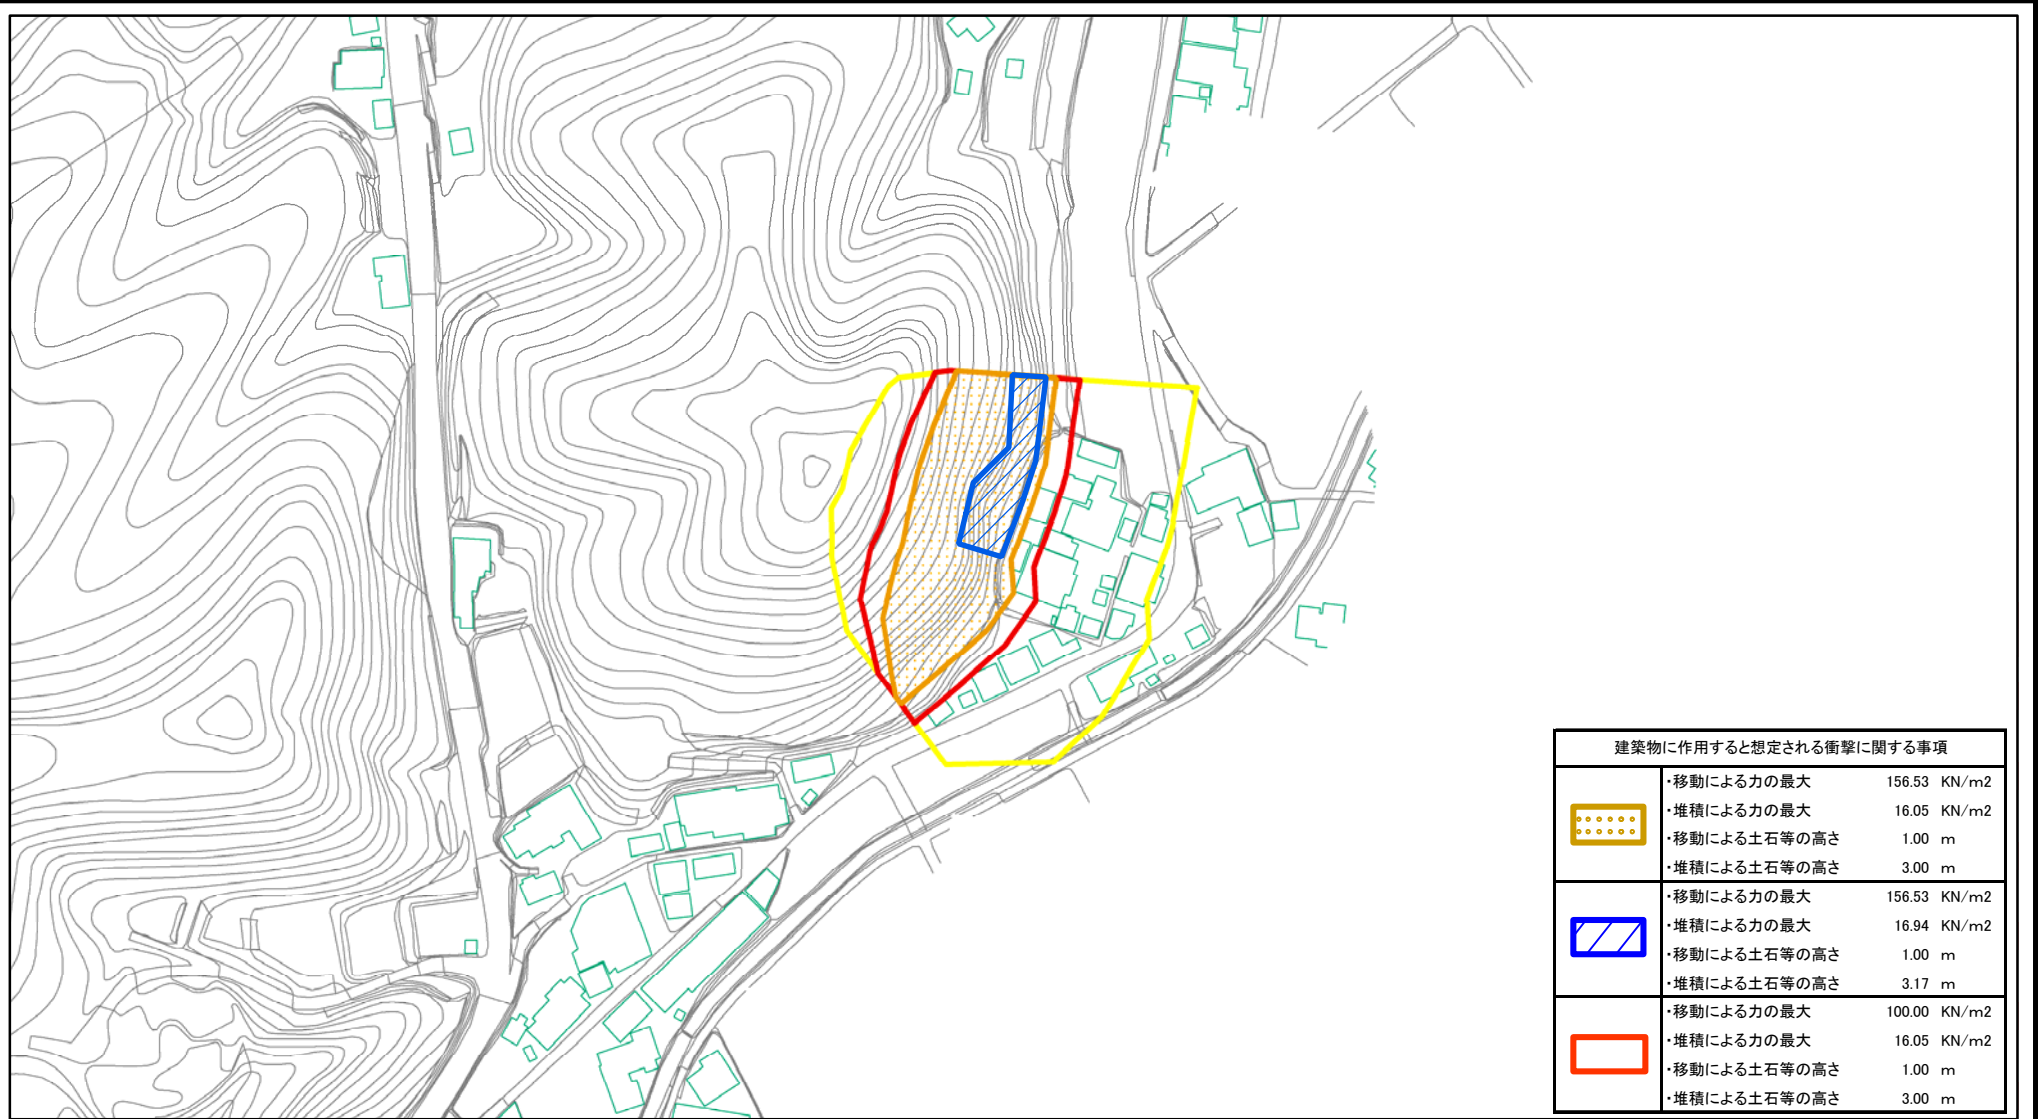 建築物に作用すると想定される衝撃に関する事項
・移動による力の最大 156.53 KN/m2
・堆積による力の最大 16.05 KN/m2
・移動による土石等の高さ 1.00 m
・堆積による土石等の高さ 3.00 m
・移動による力の最大 156.53 KN/m2
・堆積による力の最大 16.94 KN/m2
・移動による土石等の高さ 1.00 m
・堆積による土石等の高さ 3.17 m
・移動による力の最大 100.00 KN/m2
・堆積による力の最大 16.05 KN/m2
・移動による土石等の高さ 1.00 m
・堆積による土石等の高さ 3.00 m